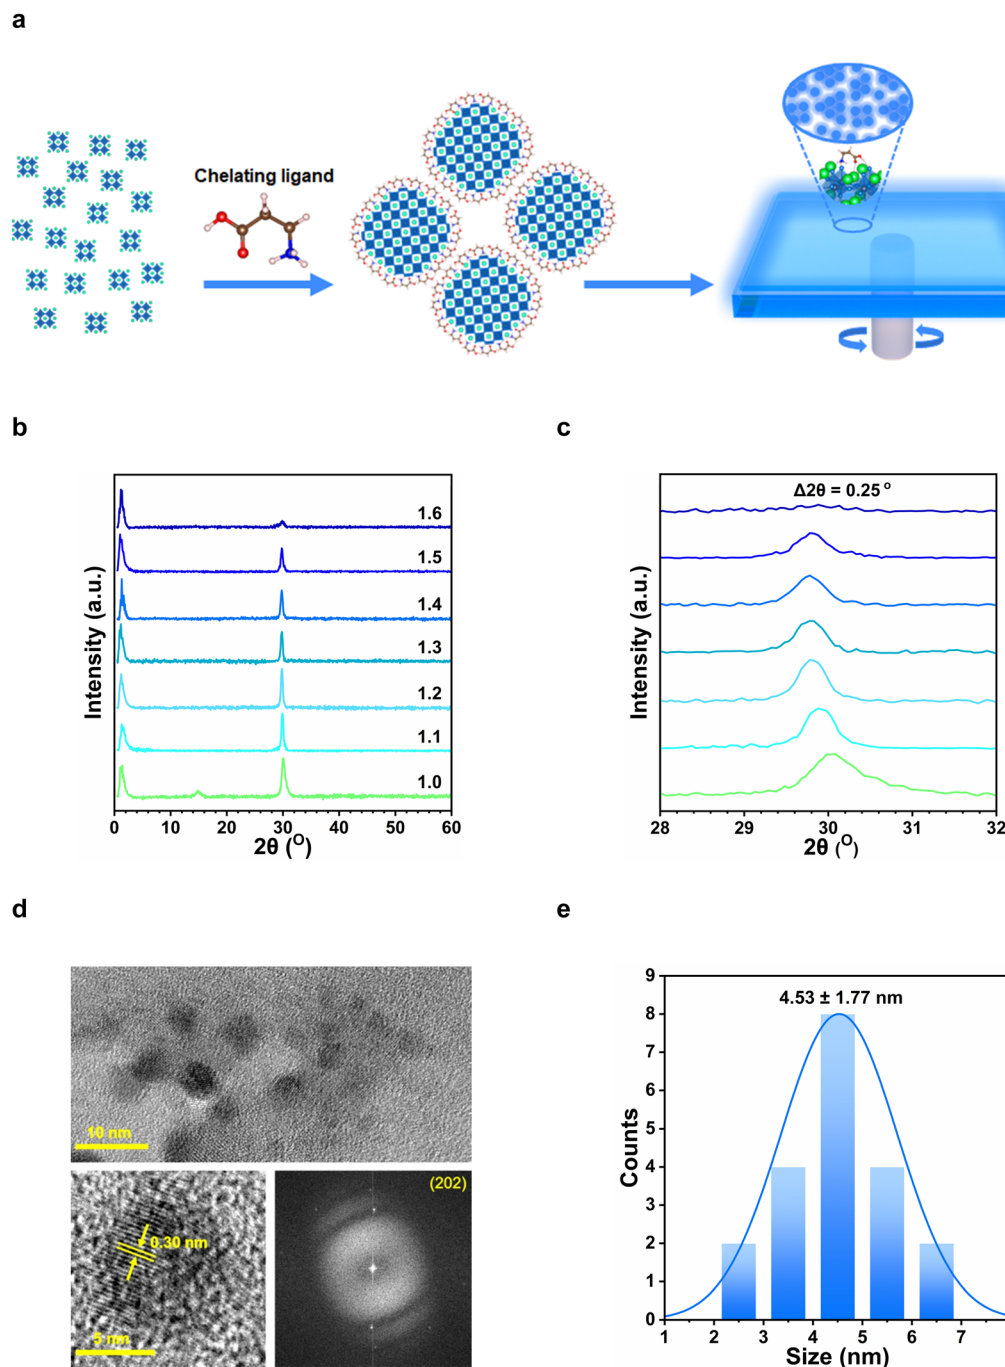 a
Chelating ligand
b
Intensity (a.u.)
1.6
1.5
1.4
1.3
1.2
1.1
1.0
0 10 20 30 40 50 60
2θ (O)
c
Intensity (a.u.)
Δ2θ = 0.25 o
28 29 30 31 32
2θ (O)
d
10 nm
0.30 nm
5 nm
(202)
e
Counts
9
8
7
6
5
4
3
2
1
0
4.53 ± 1.77 nm
1 2 3 4 5 6 7
Size (nm)